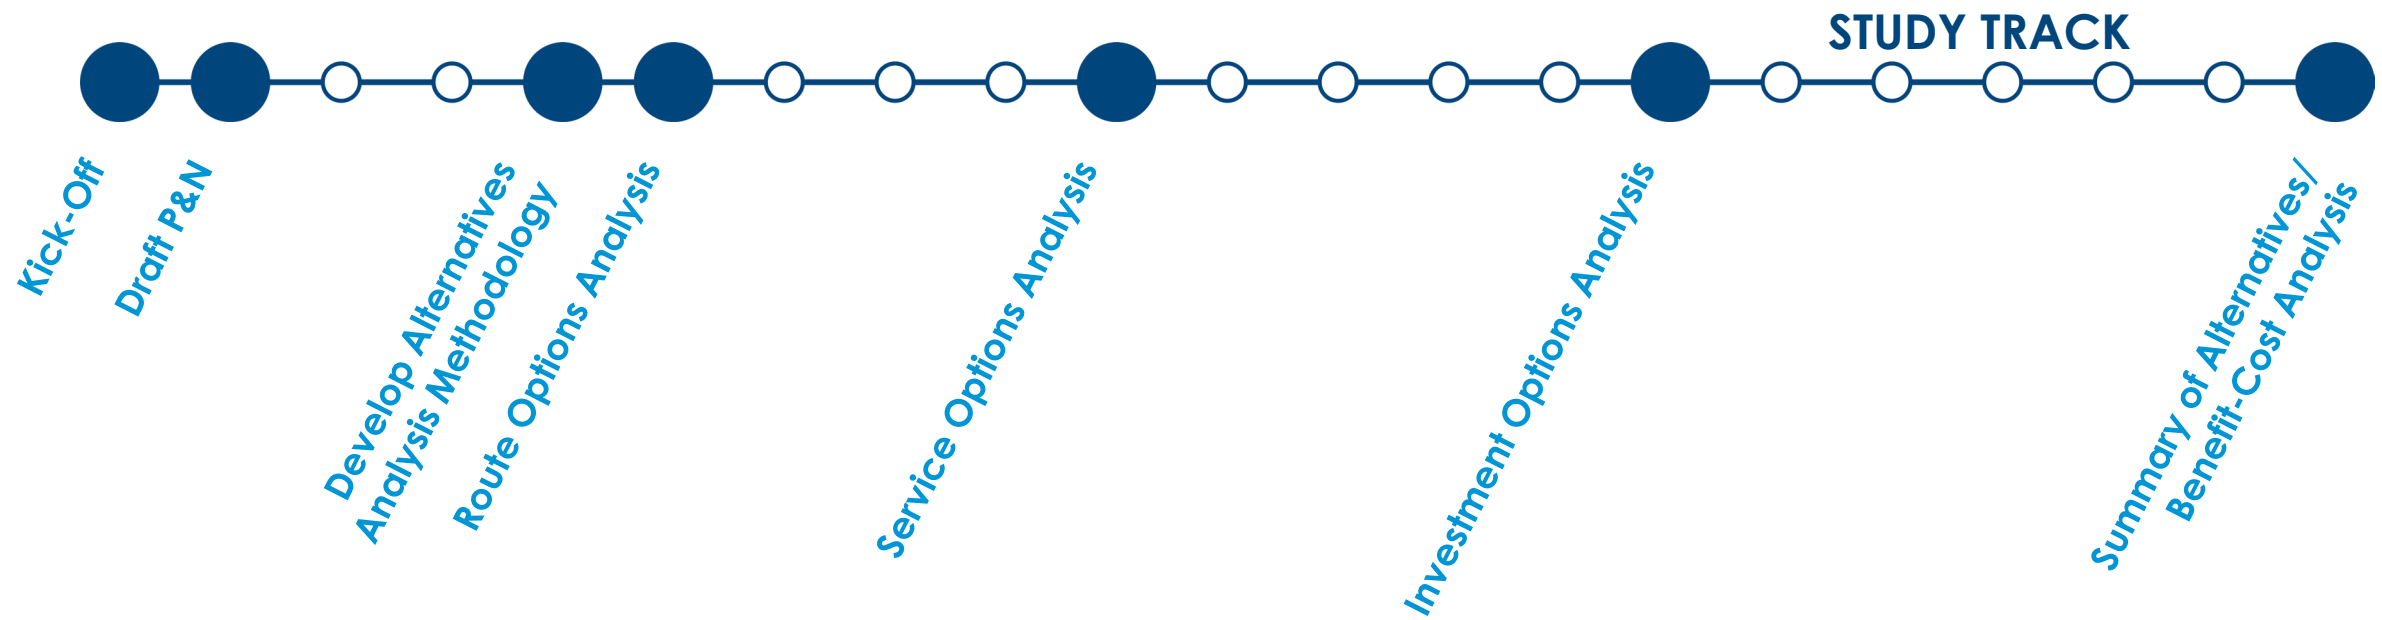 STUDY TRACK
Kick-Off
Draft P&N
Develop Alternatives
Analysis Methodology
Route Options Analysis
Service Options Analysis
Investment Options Analysis
Summary of Alternatives/
Benefit-Cost Analysis